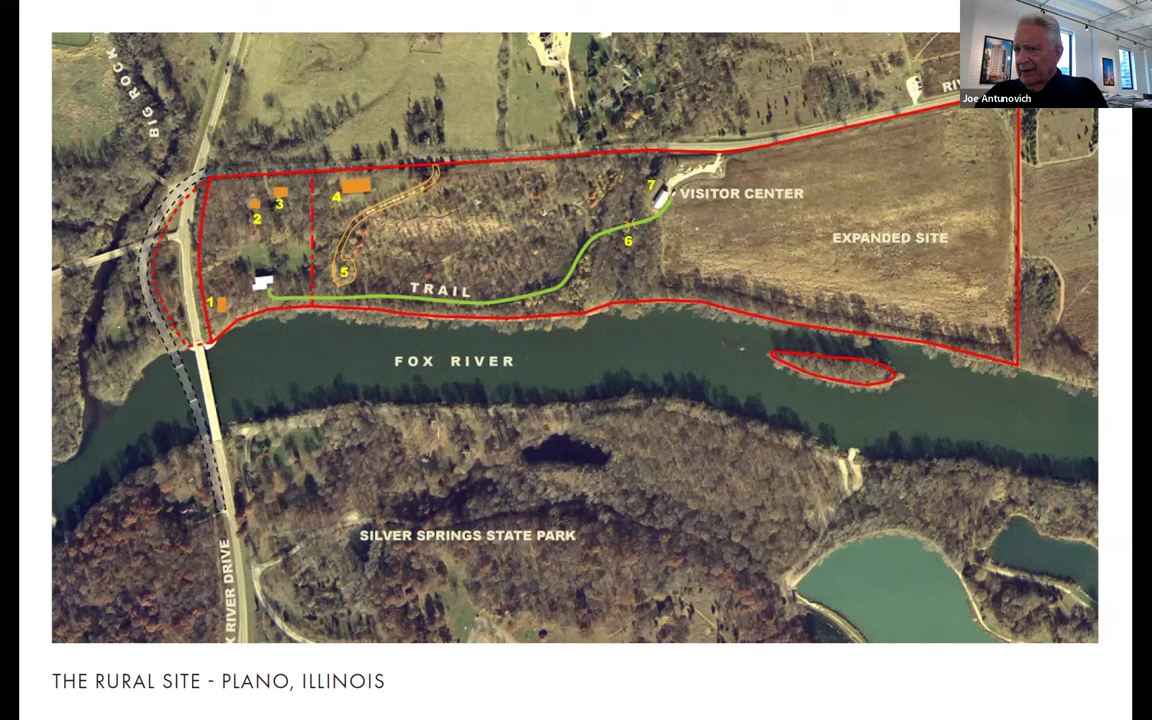 Joe Antunovich
BIG ROCK
RIV
4
3
2
7
VISITOR CENTER
EXPANDED SITE
6
5
1
TRAIL
FOX RIVER
SILVER SPRINGS STATE PARK
X RIVER DRIVE
THE RURAL SITE - PLANO, ILLINOIS